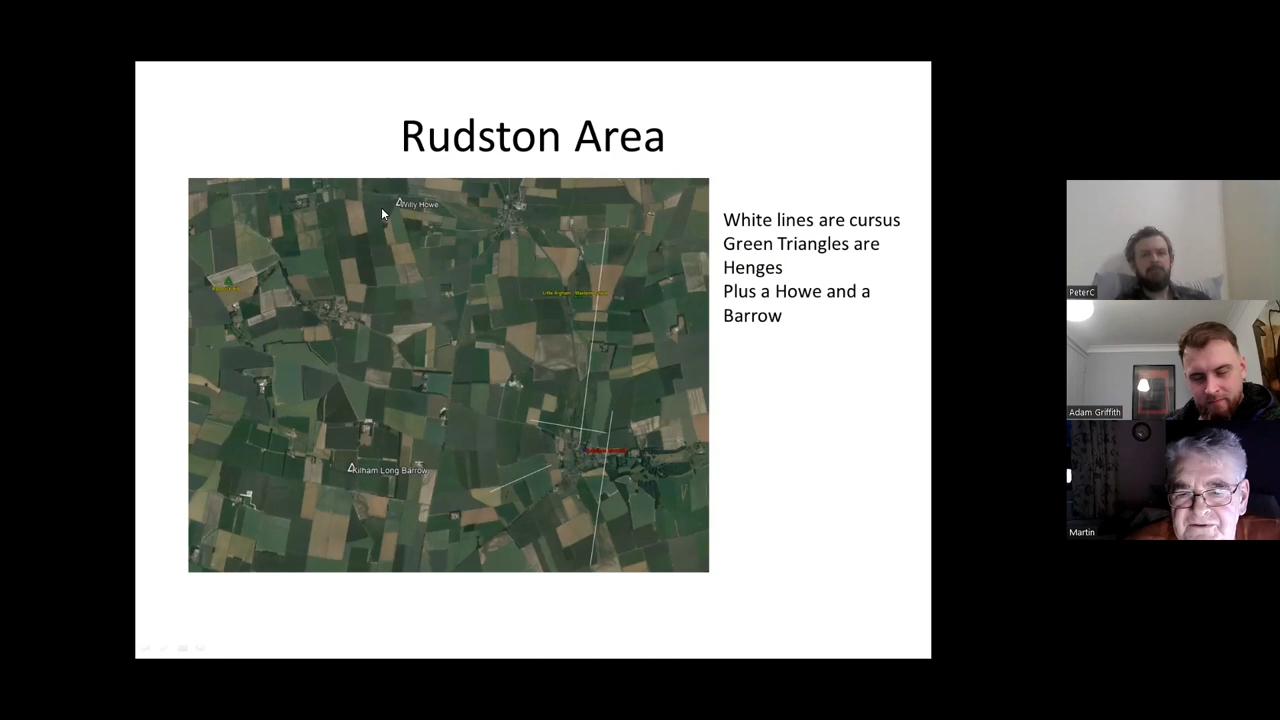 Rudston Area
Willy Howe
White lines are cursus
Green Triangles are
Henges
Plus a Howe and a
Barrow
Kilham Long Barrow
PeterC
Adam Griffith
Martin